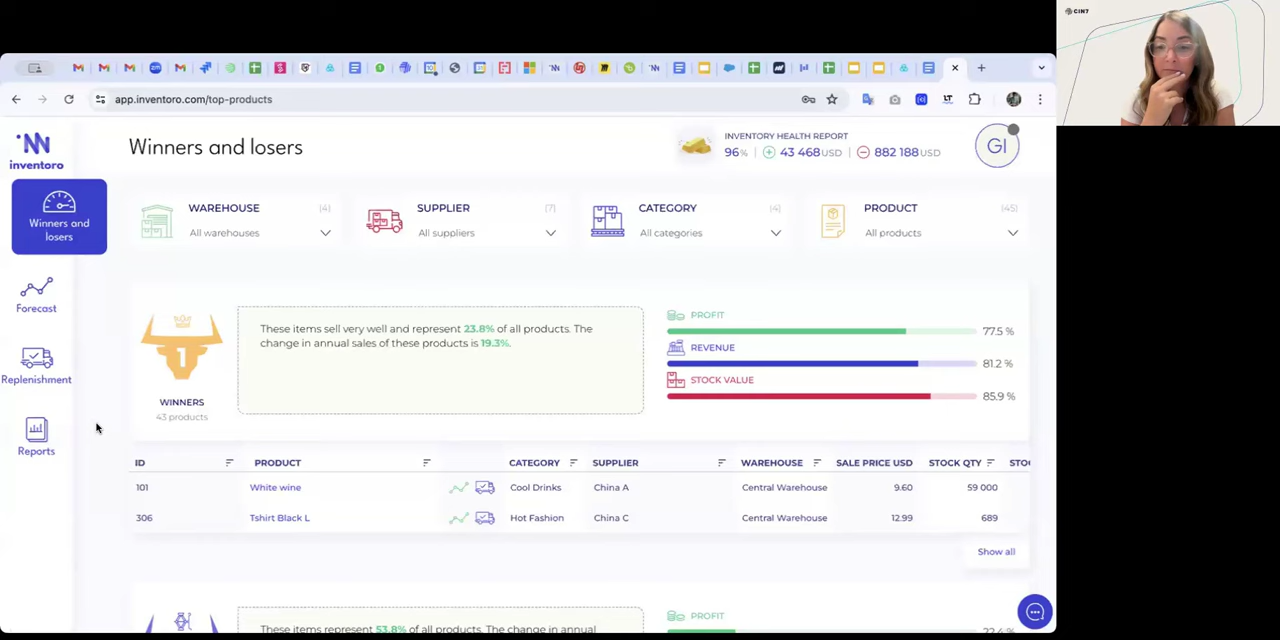 CIN7
app.inventoro.com/top-products
inventoro
Winners and losers
INVENTORY HEALTH REPORT
96% | 43 468 USD | 882 188 USD
GI
Winners and
losers
Forecast
Replenishment
Reports
WAREHOUSE (4)
All warehouses
SUPPLIER (7)
All suppliers
CATEGORY (4)
All categories
PRODUCT (45)
All products
1
WINNERS
43 products
These items sell very well and represent 23.8% of all products. The
change in annual sales of these products is 19.3%.
PROFIT
77.5 %
REVENUE
81.2 %
STOCK VALUE
85.9 %
ID PRODUCT CATEGORY SUPPLIER WAREHOUSE SALE PRICE USD STOCK QTY STOC
101 White wine Cool Drinks China A Central Warehouse 9.60 59 000
306 Tshirt Black L Hot Fashion China C Central Warehouse 12.99 689
Show all
These items represent 53.8% of all products. The change in annual
PROFIT
22.4 %